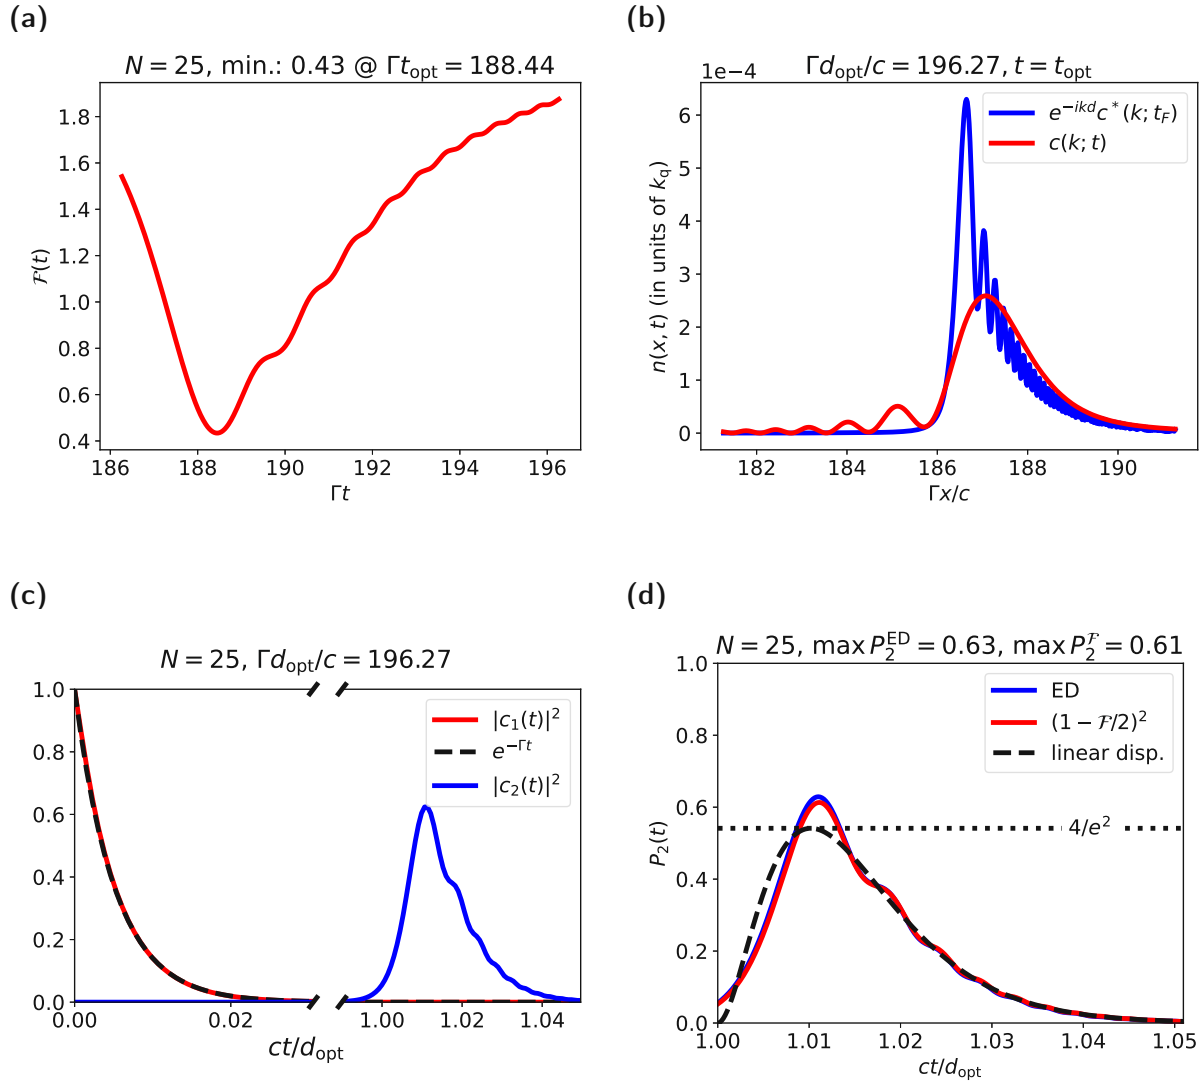 (a)
N = 25, min.: 0.43 @ Γt_opt = 188.44
1.8
1.6
1.4
1.2
1.0
0.8
0.6
0.4
F(t)
186 188 190 192 194 196
Γt
(b)
Γd_opt/c = 196.27, t = t_opt
1e−4
6
5
4
3
2
1
0
n(x, t) (in units of k_q)
e^{−ikd}c^*(k; t_F)
c(k; t)
182 184 186 188 190
Γx/c
(c)
N = 25, Γd_opt/c = 196.27
1.0
0.8
0.6
0.4
0.2
0.0
|c_1(t)|^2
e^{−Γt}
|c_2(t)|^2
0.00 0.02 1.00 1.02 1.04
ct/d_opt
(d)
N = 25, max P_2^{ED} = 0.63, max P_2^F = 0.61
1.0
0.8
0.6
0.4
0.2
0.0
P_2(t)
ED
(1 − F/2)^2
linear disp.
4/e^2
1.00 1.01 1.02 1.03 1.04 1.05
ct/d_opt